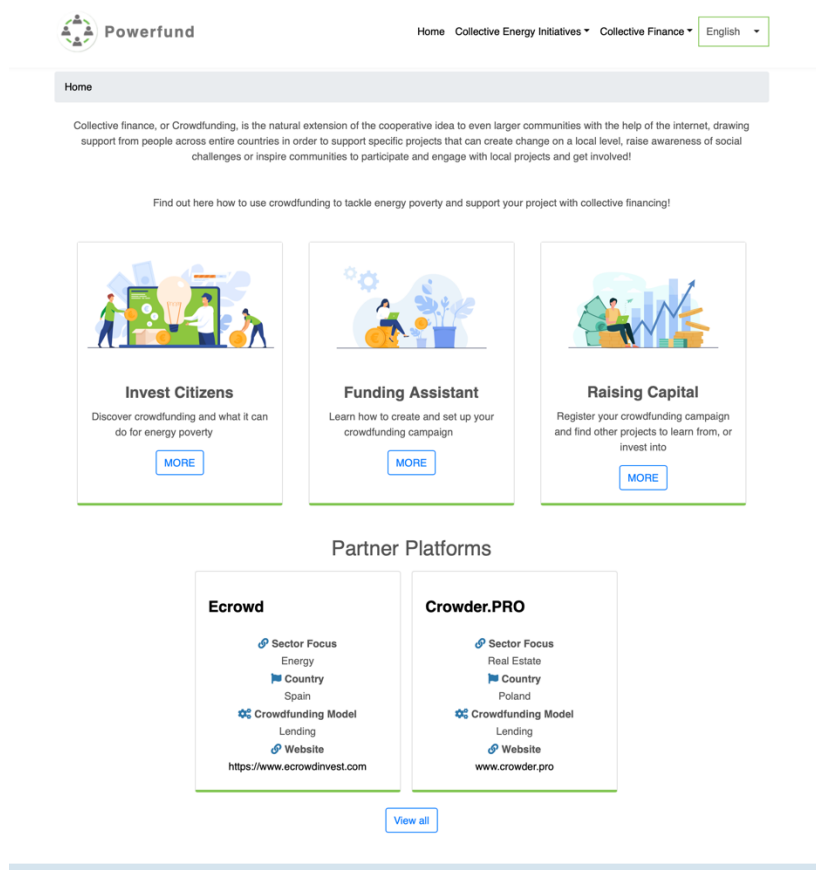 Powerfund
Home Collective Energy Initiatives Collective Finance English
Home
Collective finance, or Crowdfunding, is the natural extension of the cooperative idea to even larger communities with the help of the internet, drawing
support from people across entire countries in order to support specific projects that can create change on a local level, raise awareness of social
challenges or inspire communities to participate and engage with local projects and get involved!
Find out here how to use crowdfunding to tackle energy poverty and support your project with collective financing!
Invest Citizens
Discover crowdfunding and what it can
do for energy poverty
MORE
Funding Assistant
Learn how to create and set up your
crowdfunding campaign
MORE
Raising Capital
Register your crowdfunding campaign
and find other projects to learn from, or
invest into
MORE
Partner Platforms
Ecrowd
Sector Focus
Energy
Country
Spain
Crowdfunding Model
Lending
Website
https://www.ecrowdinvest.com
Crowder.PRO
Sector Focus
Real Estate
Country
Poland
Crowdfunding Model
Lending
Website
www.crowder.pro
View all